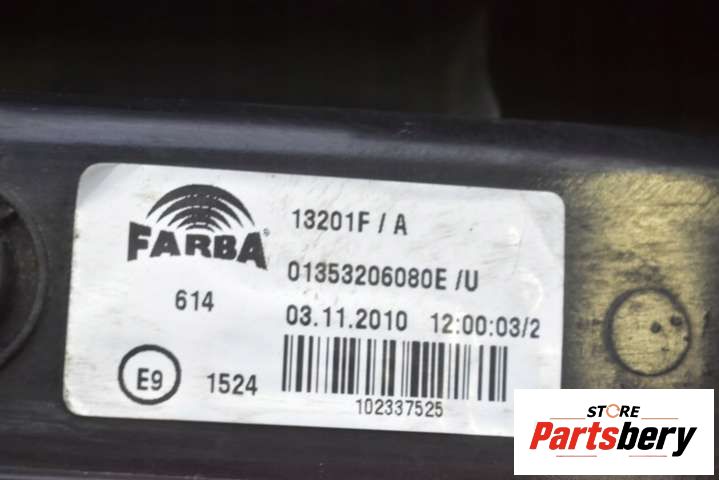 FARBA®
13201F / A
01353206080E /U
614
03.11.2010 12:00:03/2
E9
1524
102337525
STORE
Partsbery